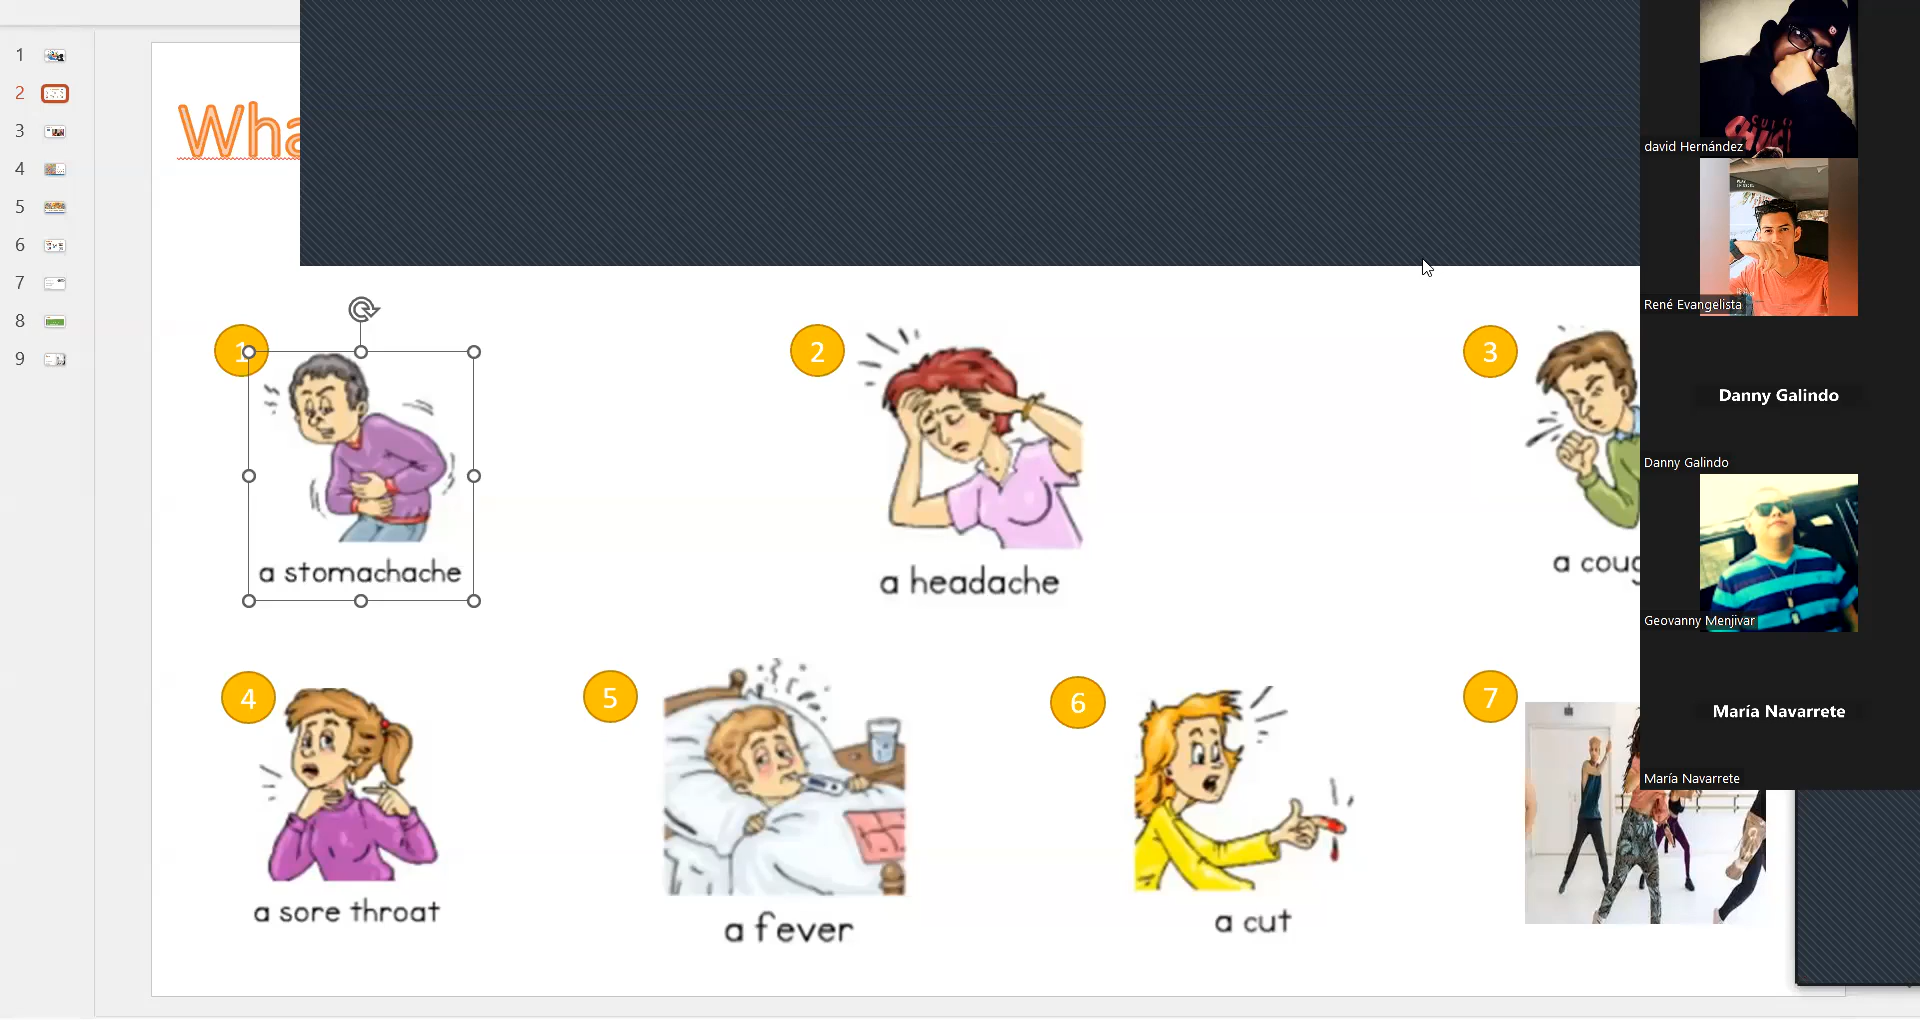 1
2
3
4
5
6
7
8
9
Wha
1
a stomachache
2
a headache
3
a coug
4
a sore throat
5
a fever
6
a cut
7
david Hernández
René Evangelista
Danny Galindo
Danny Galindo
Geovanny Menjivar
María Navarrete
María Navarrete